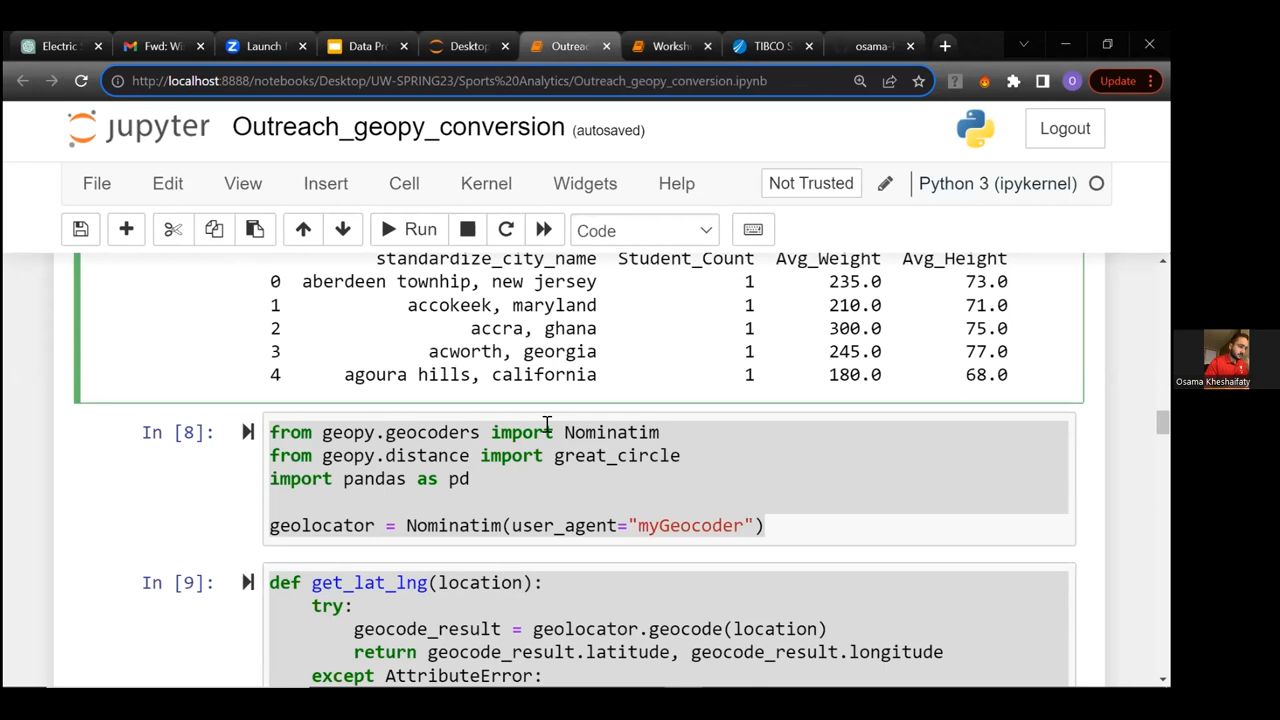 Electric S
Fwd: Wi
Launch
Data Pro
Desktop
Outreac
Worksh
TIBCO S
osama-l
http://localhost:8888/notebooks/Desktop/UW-SPRING23/Sports%20Analytics/Outreach_geopy_conversion.ipynb
O
Update
jupyter
Outreach_geopy_conversion (autosaved)
Logout
File Edit View Insert Cell Kernel Widgets Help
Not Trusted
Python 3 (ipykernel)
Run
Code
standardize_city_name Student_Count Avg_Weight Avg_Height
0 aberdeen townhip, new jersey 1 235.0 73.0
1 accokeek, maryland 1 210.0 71.0
2 accra, ghana 1 300.0 75.0
3 acworth, georgia 1 245.0 77.0
4 agoura hills, california 1 180.0 68.0
Osama Kheshaifaty
In [8]: from geopy.geocoders import Nominatim
from geopy.distance import great_circle
import pandas as pd
geolocator = Nominatim(user_agent="myGeocoder")
In [9]: def get_lat_lng(location):
try:
geocode_result = geolocator.geocode(location)
return geocode_result.latitude, geocode_result.longitude
except AttributeError: